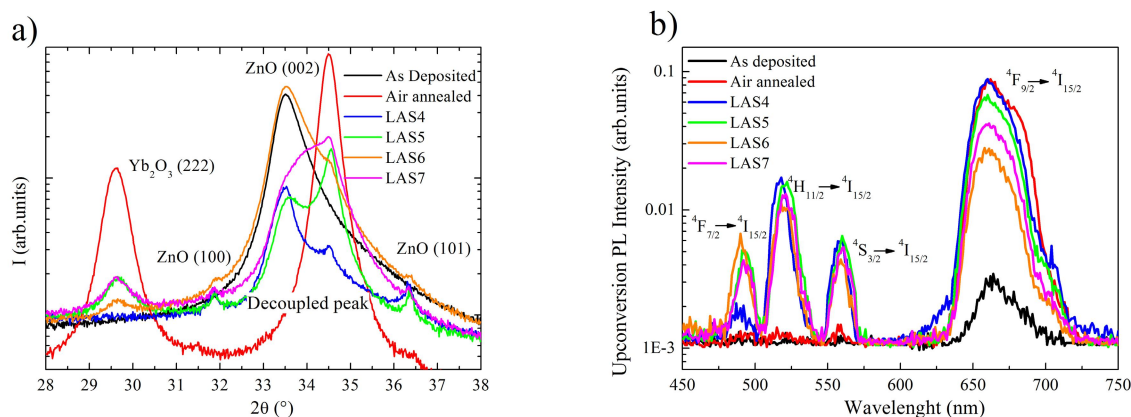 a)
ZnO (002)
As Deposited
Air annealed
LAS4
LAS5
LAS6
LAS7
Yb₂O₃ (222)
ZnO (100)
ZnO (101)
Decoupled peak
I (arb.units)
28 29 30 31 32 33 34 35 36 37 38
2θ (°)
b)
As deposited
Air annealed
LAS4
LAS5
LAS6
LAS7
⁴F₉/₂→⁴I₁₅/₂
⁴H₁₁/₂→⁴I₁₅/₂
⁴F₇/₂→⁴I₁₅/₂
⁴S₃/₂→⁴I₁₅/₂
Upconversion PL Intensity (arb.units)
0.1
0.01
1E-3
450 500 550 600 650 700 750
Wavelenght (nm)